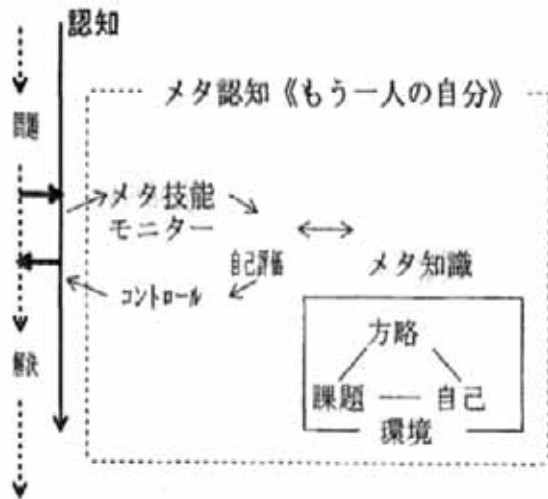 認知
メタ認知《もう一人の自分》
問題
メタ技能
モニター
自己評価
メタ知識
コントロール
方略
解決
課題
自己
環境